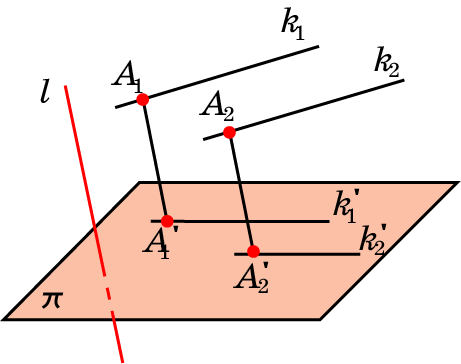 k₁
k₂
A₁
l
A₂
k₁'
A₁'
k₂'
A₂'
π